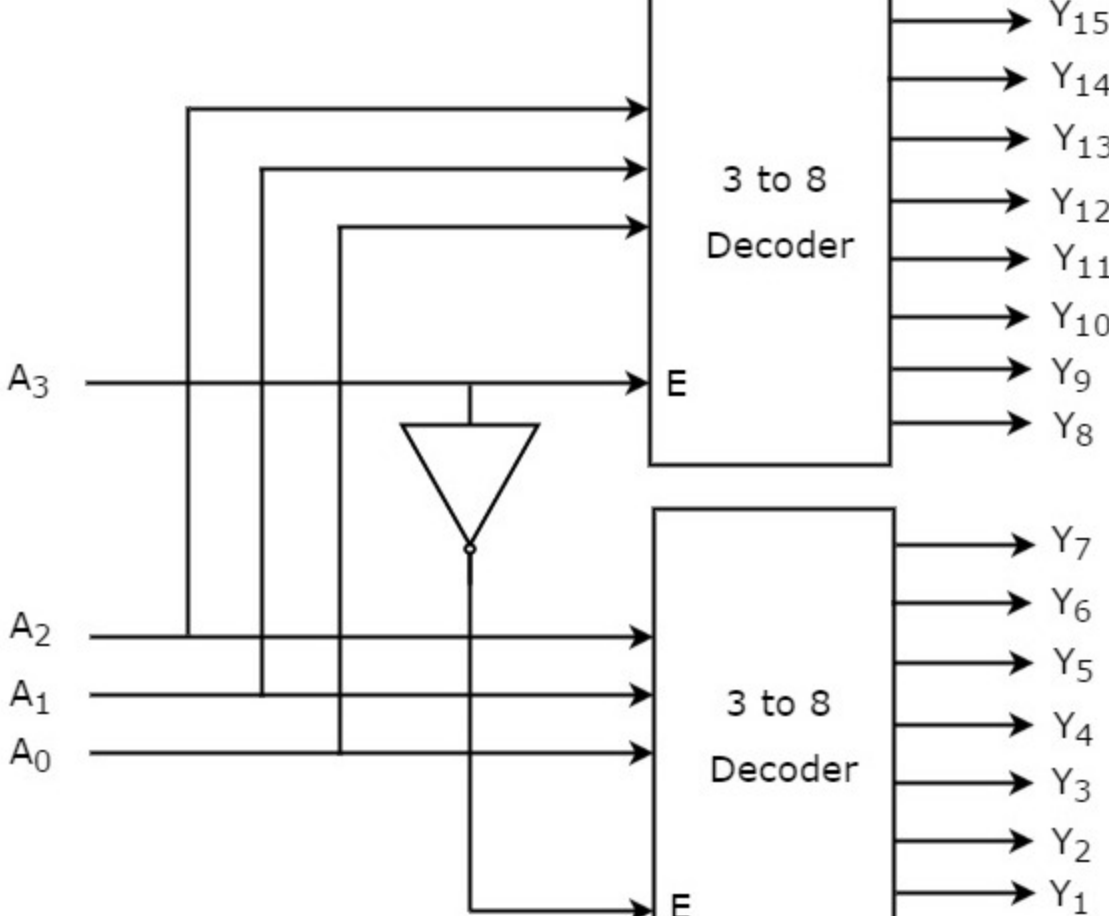 Y₁₅
Y₁₄
Y₁₃
3 to 8
Y₁₂
Decoder
Y₁₁
Y₁₀
A₃
E
Y₉
Y₈
Y₇
Y₆
A₂
Y₅
A₁
3 to 8
Y₄
A₀
Decoder
Y₃
Y₂
Y₁
E